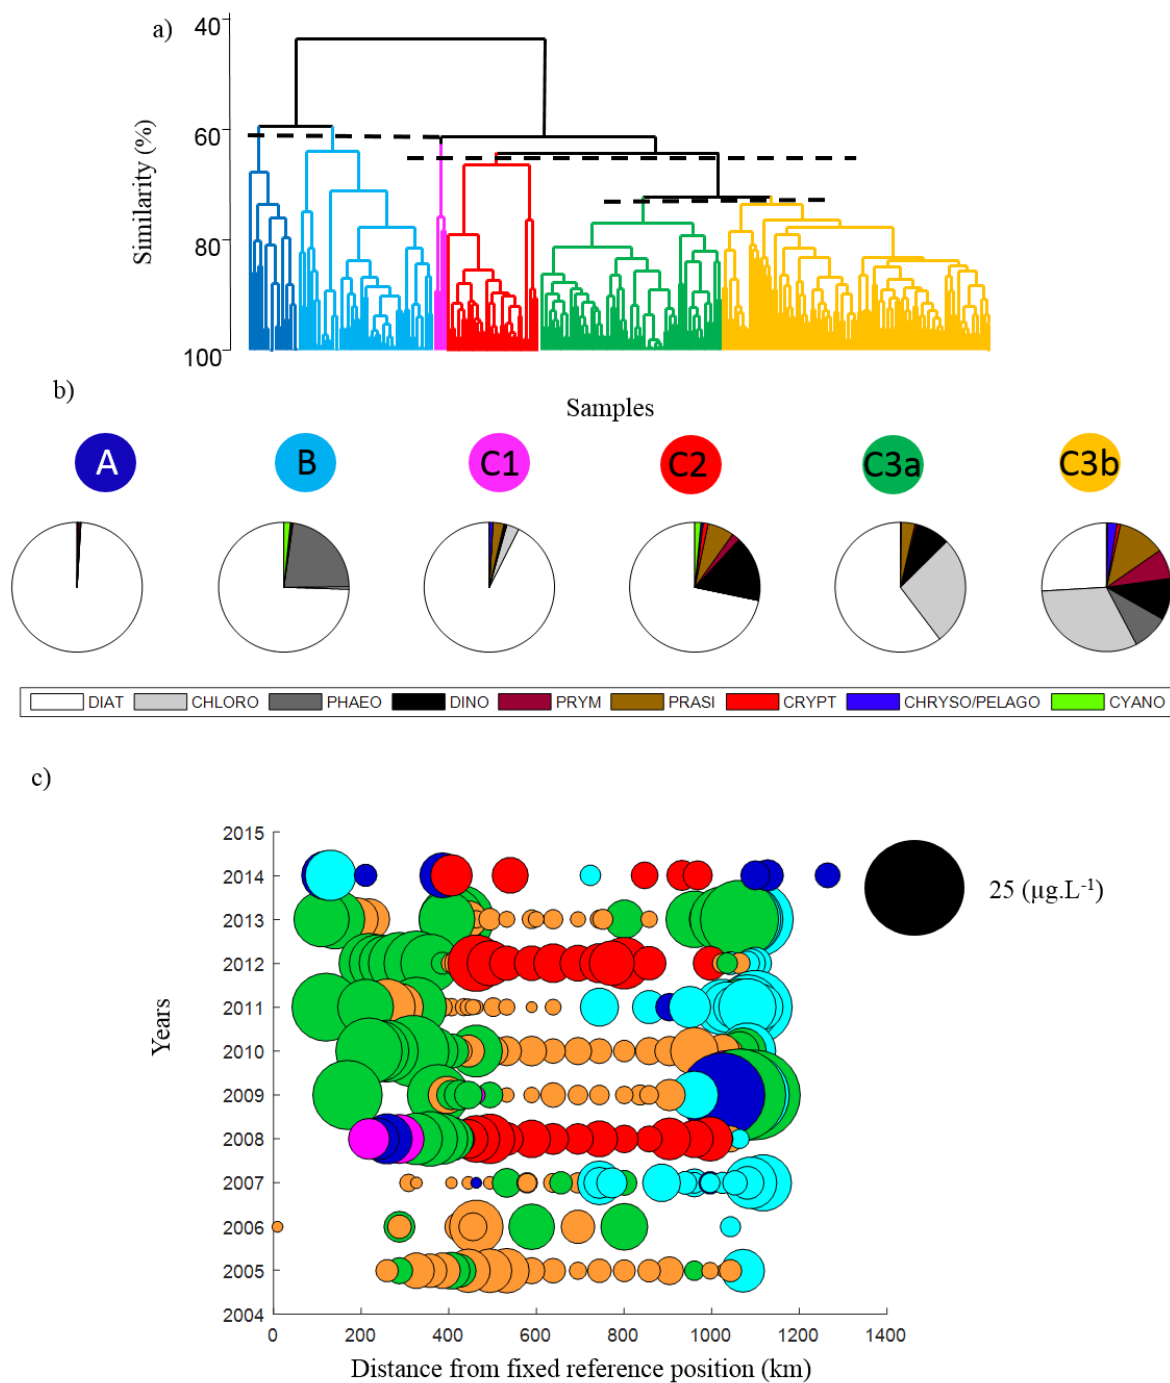 a)
40
60
80
100
Similarity (%)
Samples
b)
A B C1 C2 C3a C3b
DIAT CHLORO PHAEO DINO PRYM PRASI CRYPT CHRYSO/PELAGO CYANO
c)
2015
2014
2013
2012
2011
2010
2009
2008
2007
2006
2005
2004
Years
25 (µg.L-1)
0 200 400 600 800 1000 1200 1400
Distance from fixed reference position (km)